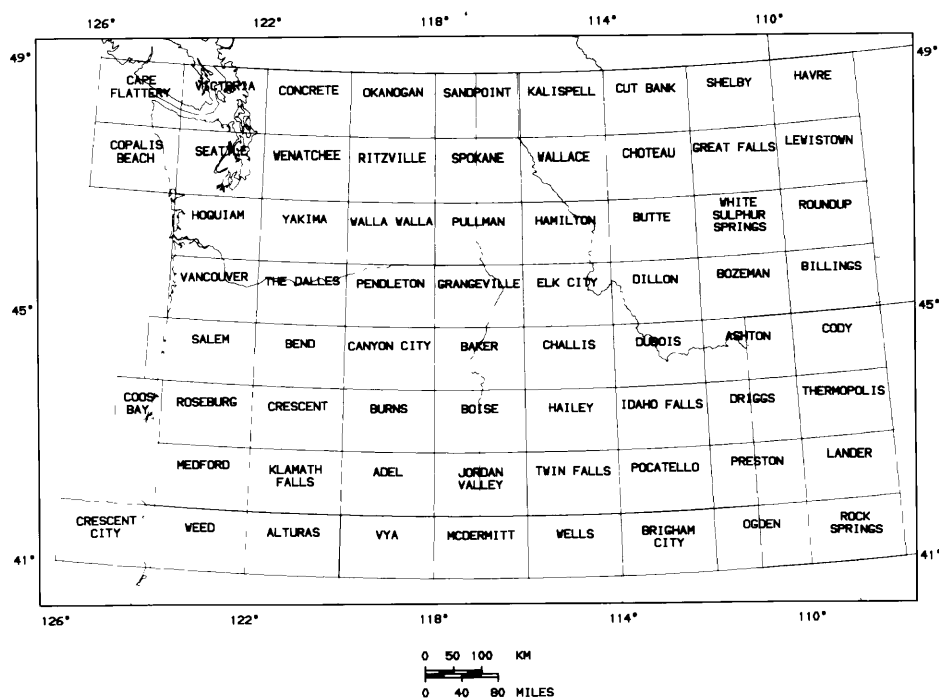 126° 122° 118° 114° 110°
49° 49°
CAPE FLATTERY VICTORIA CONCRETE OKANOGAN SANDPOINT KALISPELL CUT BANK SHELBY HAVRE
COPALIS BEACH SEATTLE WENATCHEE RITZVILLE SPOKANE WALLACE CHOTEAU GREAT FALLS LEWISTOWN
HOQUIAM YAKIMA WALLA WALLA PULLMAN HAMILTON BUTTE WHITE SULPHUR SPRINGS ROUNDUP
VANCOUVER THE DALLES PENDLETON GRANGEVILLE ELK CITY DILLON BOZEMAN BILLINGS
45° 45°
SALEM BEND CANYON CITY BAKER CHALLIS DUBOIS ASHTON CODY
COOS BAY ROSEBURG CRESCENT BURNS BOISE HAILEY IDAHO FALLS DRIGGS THERMOPOLIS
MEDFORD KLAMATH FALLS ADEL JORDAN VALLEY TWIN FALLS POCATELLO PRESTON LANDER
CRESCENT CITY WEED ALTURAS VYA MCDERMITT WELLS BRIGHAM CITY OGDEN ROCK SPRINGS
41° 41°
126° 122° 118° 114° 110°
0 50 100 KM
0 40 80 MILES